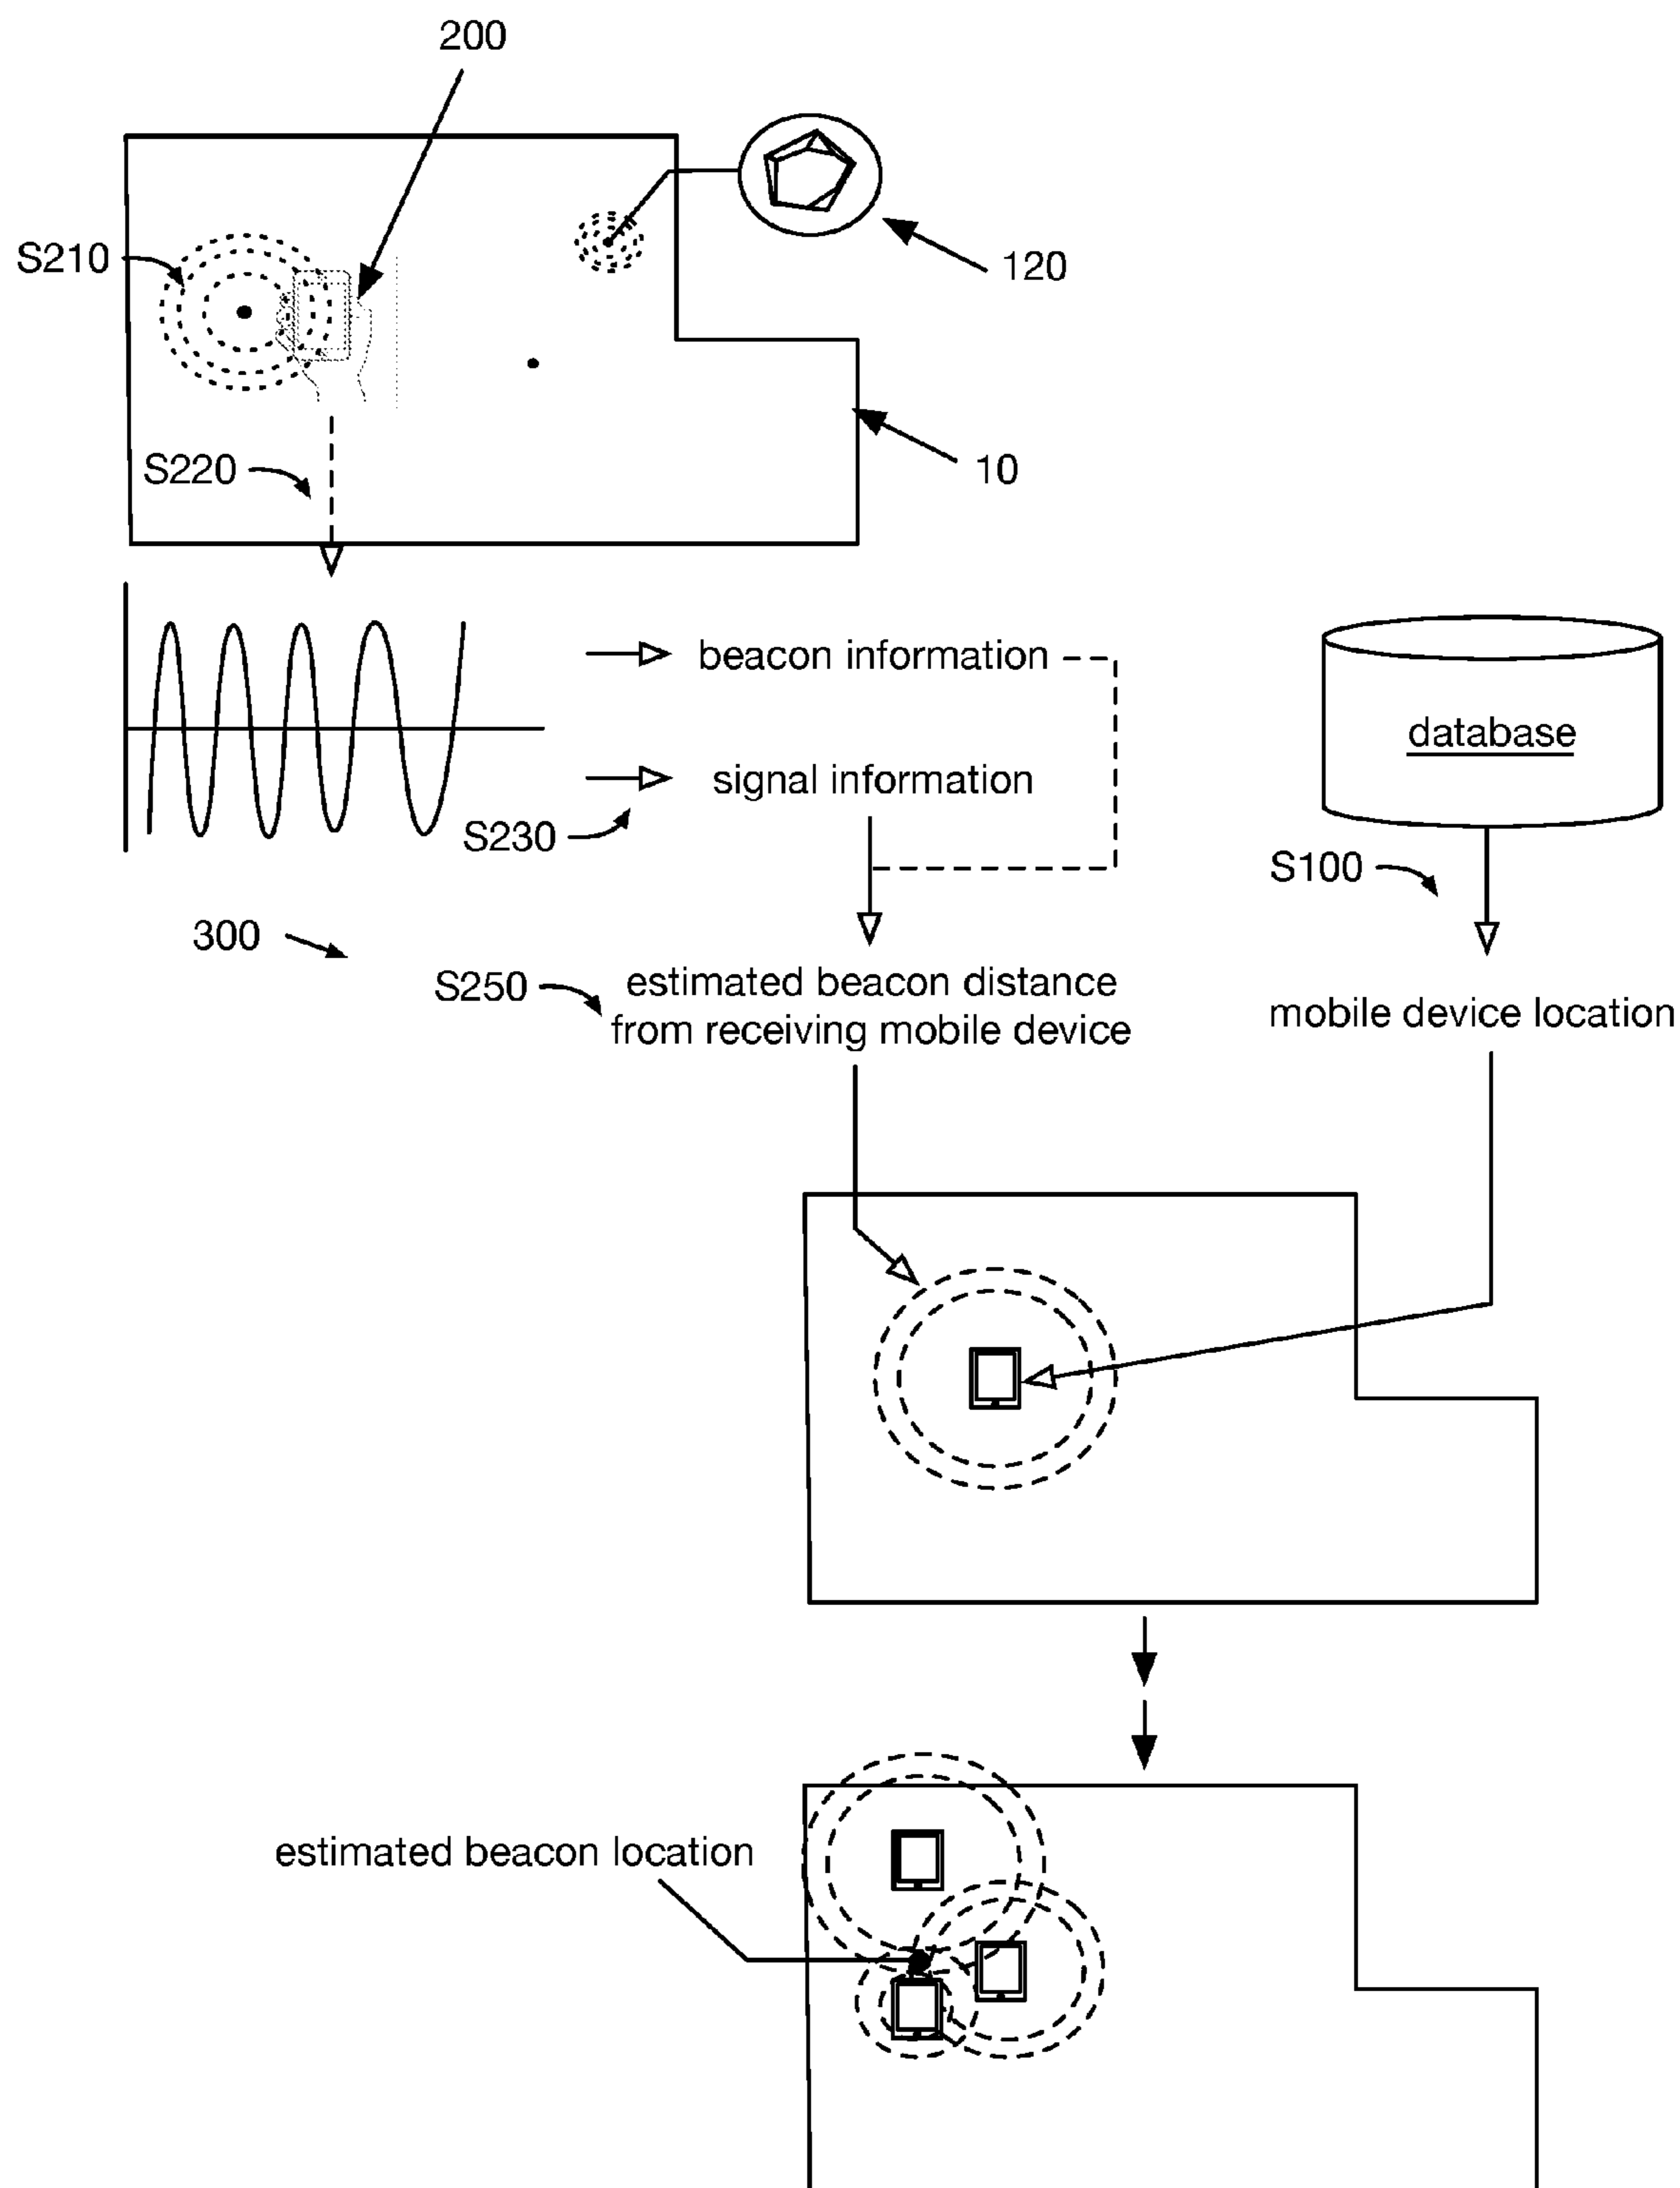 200
S210
120
S220
10
beacon information
database
signal information
S230
S100
300
S250
estimated beacon distance
from receiving mobile device
mobile device location
estimated beacon location